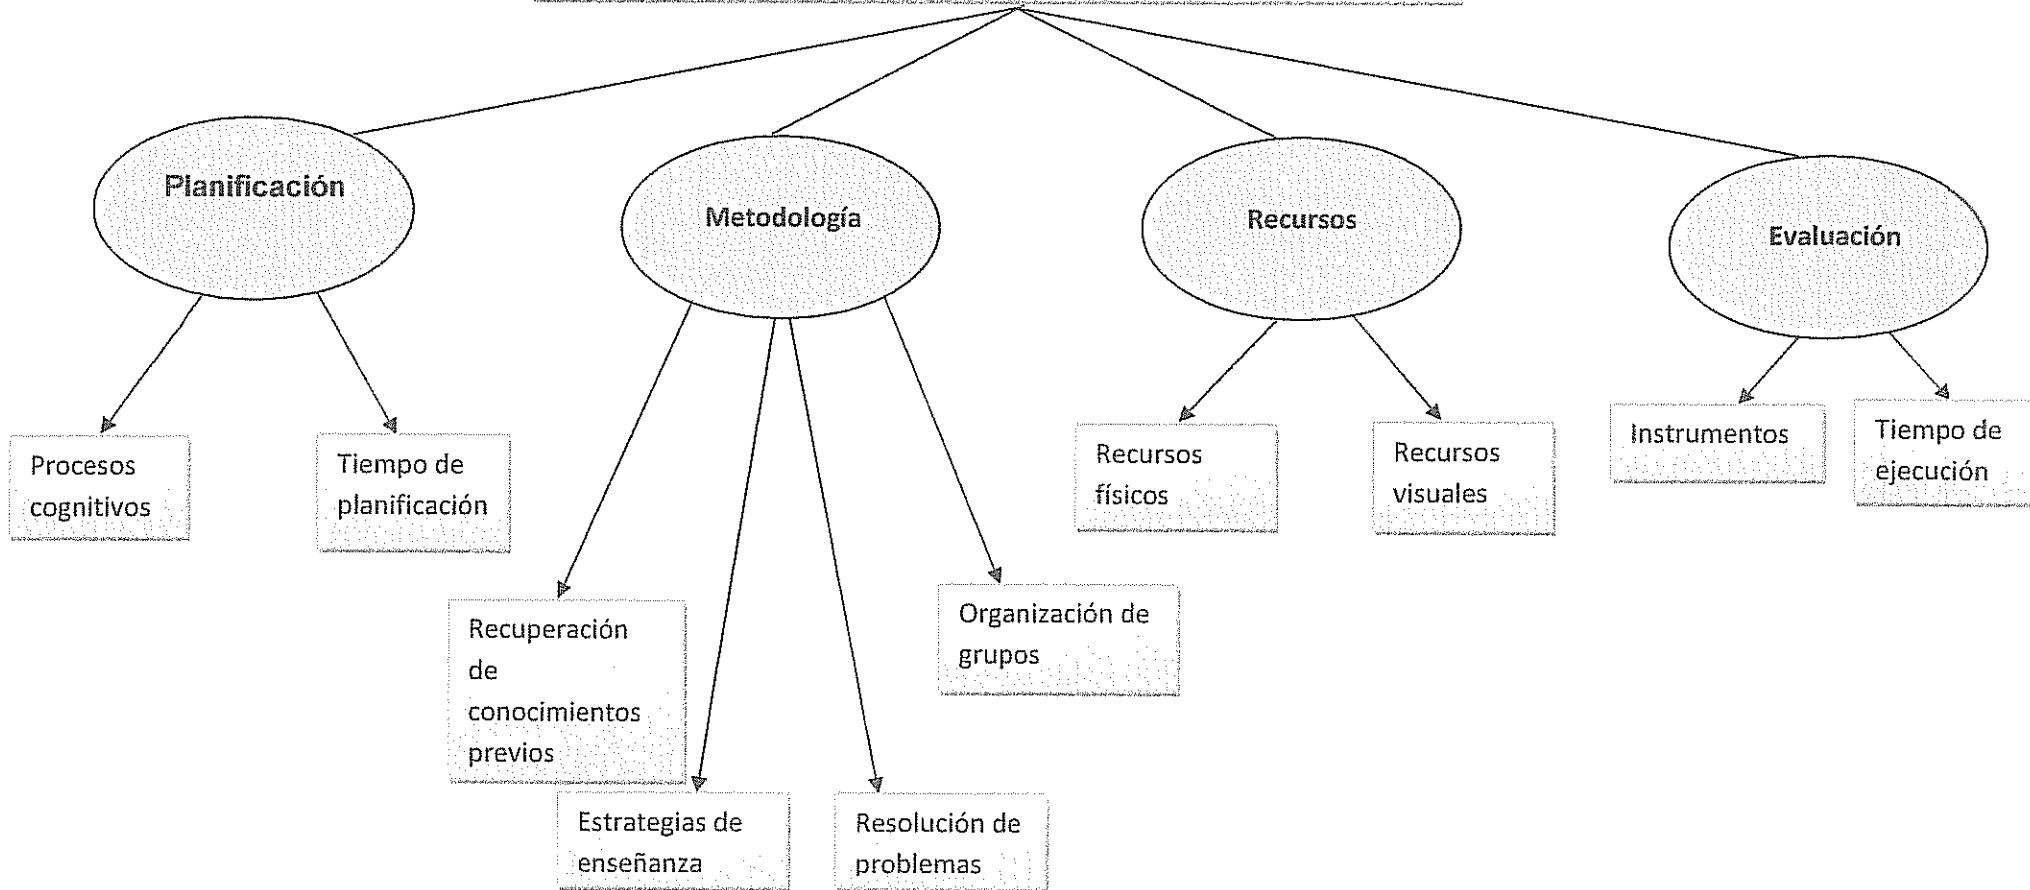 Planificación
Metodología
Recursos
Evaluación
Procesos
cognitivos
Tiempo de
planificación
Recuperación
de
conocimientos
previos
Estrategias de
enseñanza
Resolución de
problemas
Organización de
grupos
Recursos
físicos
Recursos
visuales
Instrumentos
Tiempo de
ejecución